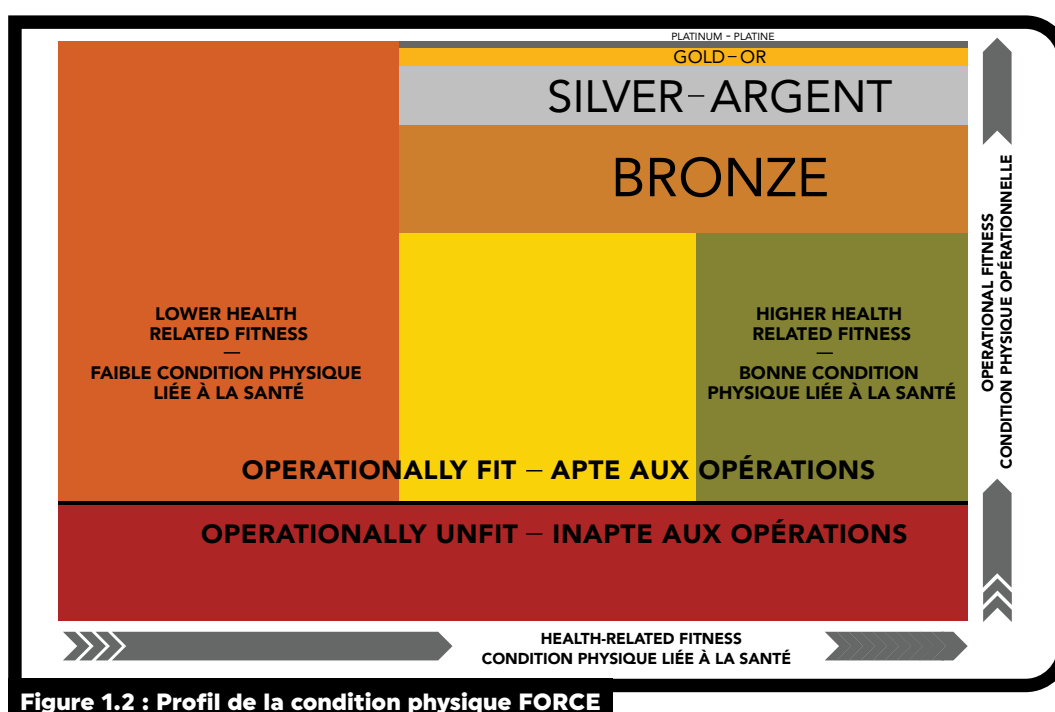 PLATINUM - PLATINE
GOLD – OR
SILVER – ARGENT
BRONZE
LOWER HEALTH
RELATED FITNESS
—
FAIBLE CONDITION PHYSIQUE
LIÉE À LA SANTÉ
HIGHER HEALTH
RELATED FITNESS
—
BONNE CONDITION
PHYSIQUE LIÉE À LA SANTÉ
OPERATIONALLY FIT – APTE AUX OPÉRATIONS
OPERATIONALLY UNFIT – INAPTE AUX OPÉRATIONS
OPERATIONAL FITNESS
CONDITION PHYSIQUE OPÉRATIONNELLE
HEALTH-RELATED FITNESS
CONDITION PHYSIQUE LIÉE À LA SANTÉ
Figure 1.2 : Profil de la condition physique FORCE